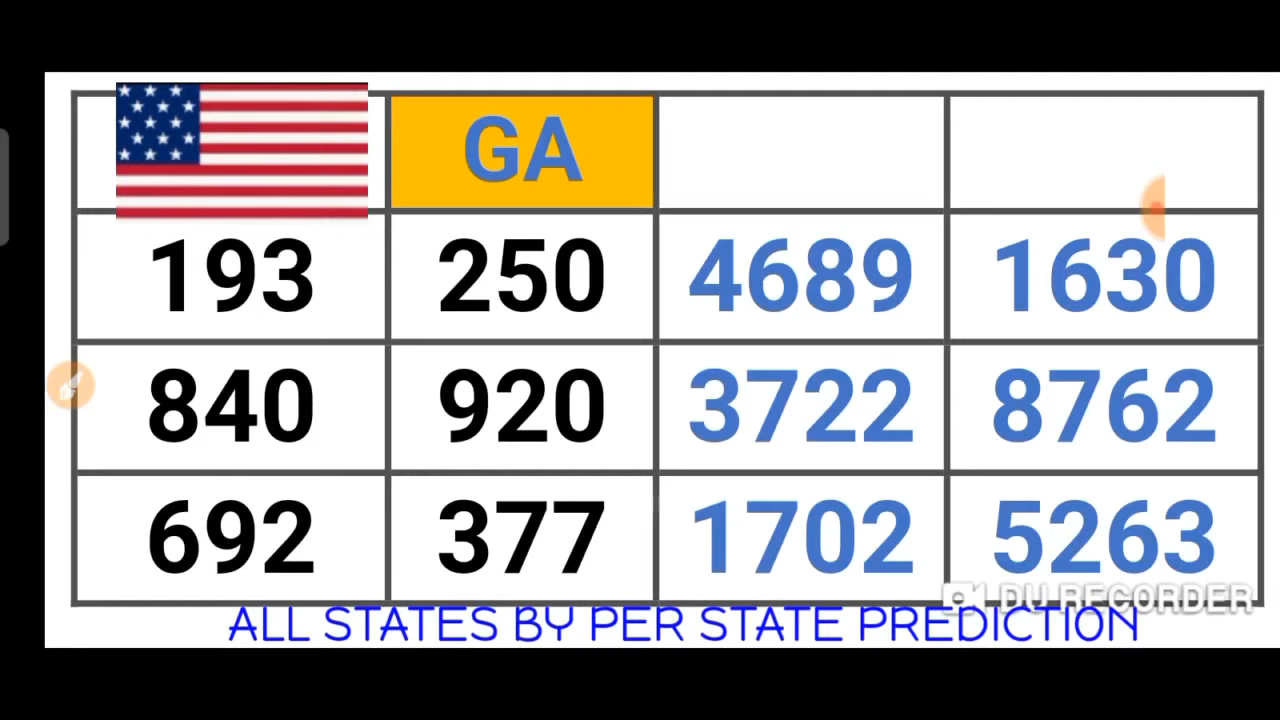 GA
193 250 4689 1630
840 920 3722 8762
692 377 1702 5263
DU RECORDER
ALL STATES BY PER STATE PREDICTION